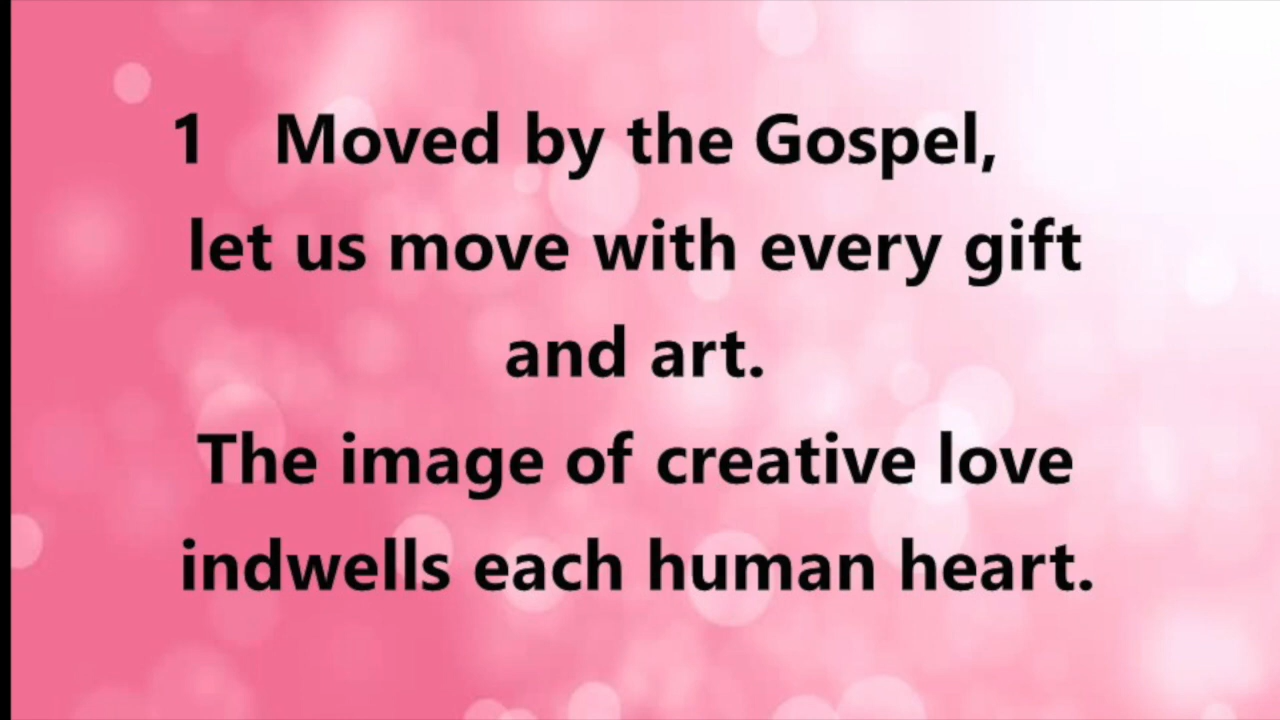 1 Moved by the Gospel,
let us move with every gift
and art.
The image of creative love
indwells each human heart.